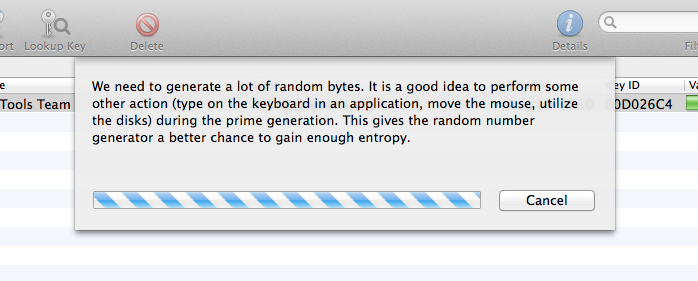 ort Lookup Key Delete Details Filt
We need to generate a lot of random bytes. It is a good idea to perform some
other action (type on the keyboard in an application, move the mouse, utilize
the disks) during the prime generation. This gives the random number
generator a better chance to gain enough entropy.
e ey ID Va
Tools Team 00D026C4
Cancel